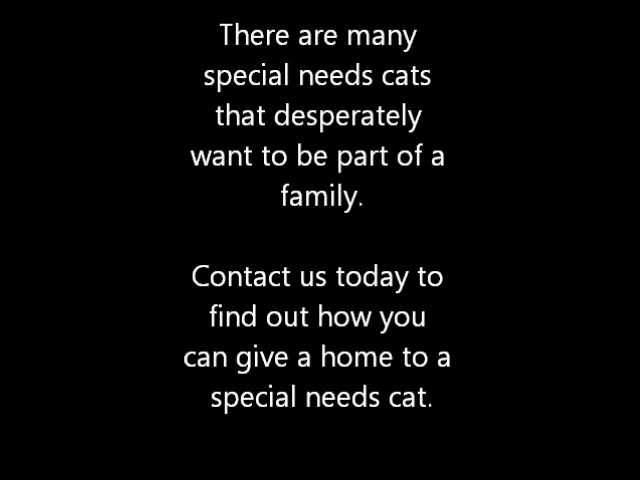 There are many
special needs cats
that desperately
want to be part of a
family.
Contact us today to
find out how you
can give a home to a
special needs cat.